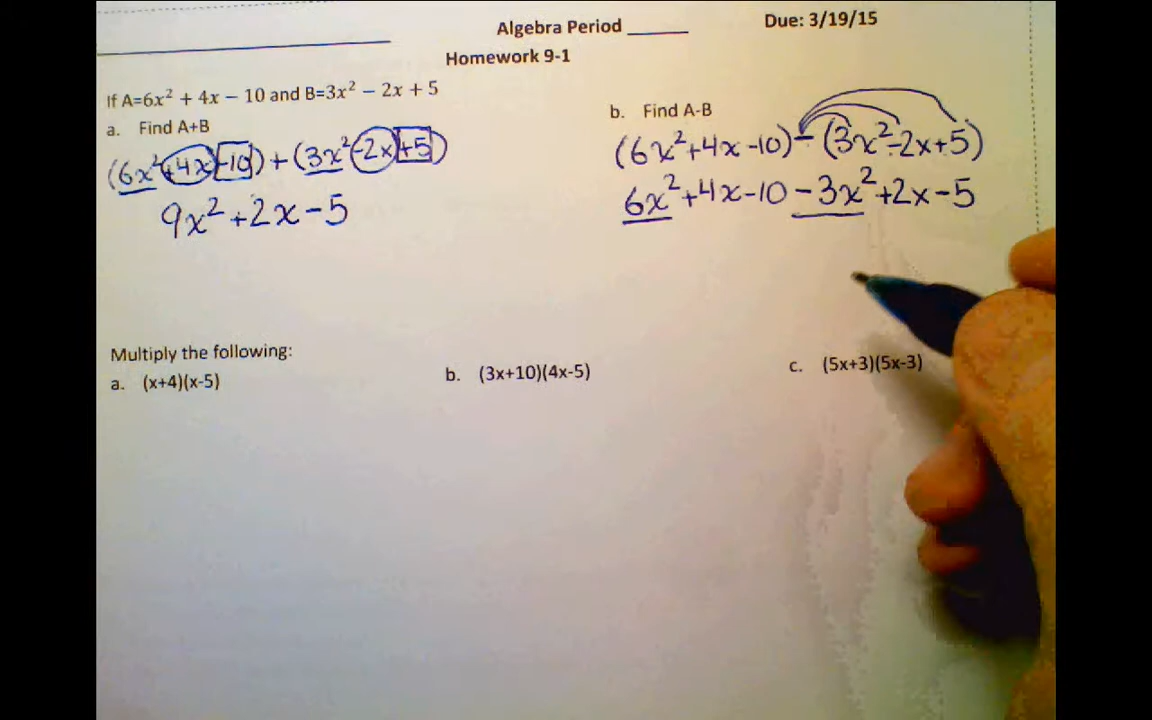 Algebra Period ______ Due: 3/19/15
Homework 9-1
If A=6x² + 4x − 10 and B=3x² − 2x + 5
a. Find A+B
(6x²+4x-10) + (3x²-2x+5)
9x²+2x-5
b. Find A-B
(6x²+4x-10) - (3x²-2x+5)
6x²+4x-10-3x²+2x-5
Multiply the following:
a. (x+4)(x-5)
b. (3x+10)(4x-5)
c. (5x+3)(5x-3)